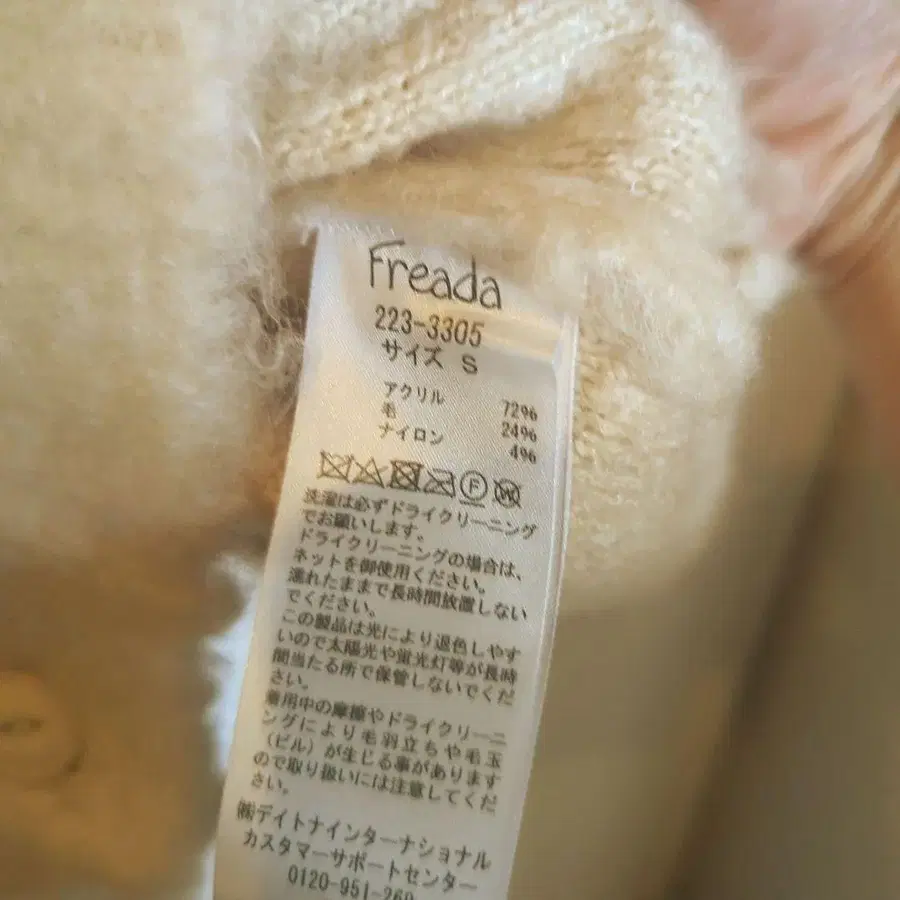 Freada
223-3305
サイズ S
アクリル 72%
毛 24%
ナイロン 4%
洗濯は必ずドライクリーニング
でお願いします。
ドライクリーニングの場合は、
ネットを御使用ください。
濡れたままで長時間放置しない
でください。
この製品は光により退色しやす
いので太陽光や蛍光灯等が長時
間当たる所で保管しないでくだ
さい。
着用中の摩擦やドライクリーニ
ングにより毛羽立ちや毛玉
(ピル)が生じる事があります
ので取り扱いには注意してくだ
さい。
㈱デイトナインターナショナル
カスタマーサポートセンター
0120-951-269